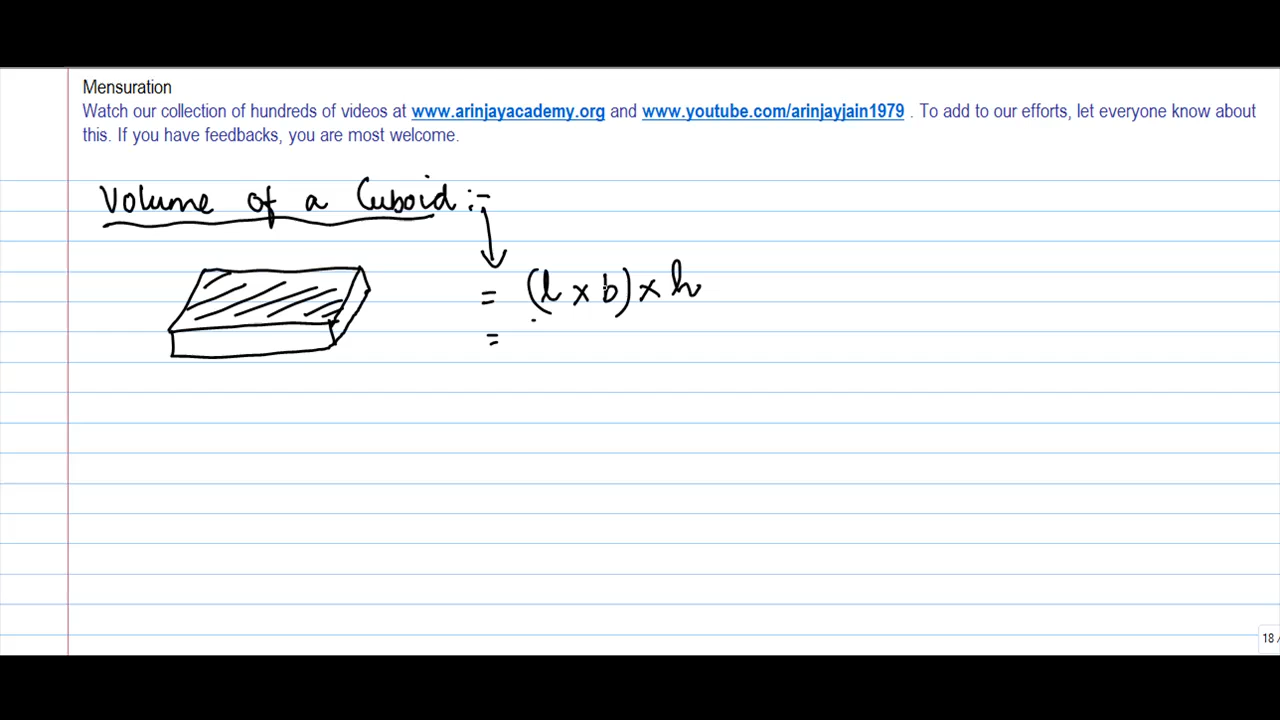 Mensuration
Watch our collection of hundreds of videos at www.arinjayacademy.org and www.youtube.com/arinjayjain1979 . To add to our efforts, let everyone know about
this. If you have feedbacks, you are most welcome.
Volume of a Cuboid :-
= (l x b) x h
=
18 /